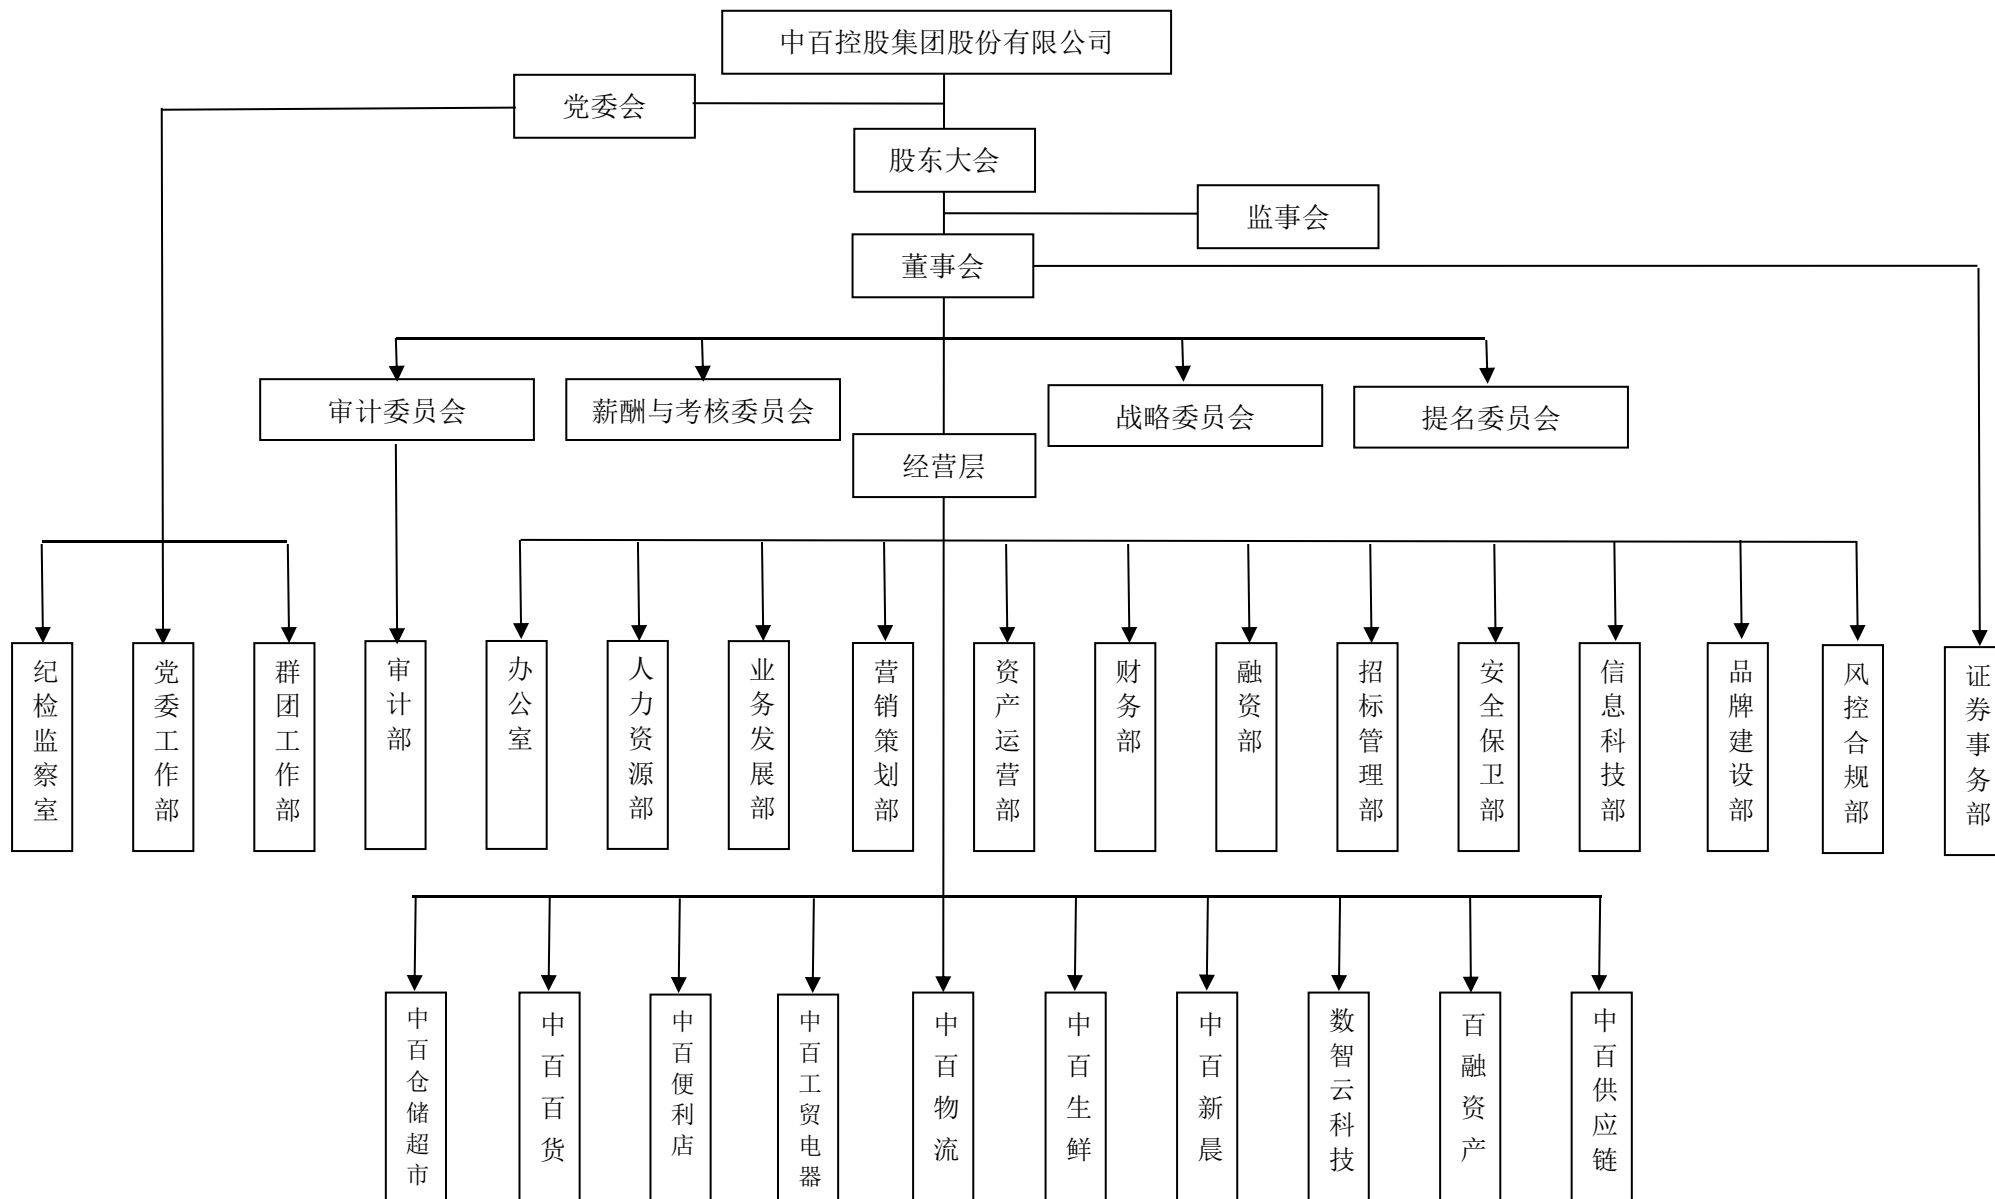 中百控股集团股份有限公司
党委会
股东大会
监事会
董事会
审计委员会
薪酬与考核委员会
战略委员会
提名委员会
经营层
纪检监察室
党委工作部
群团工作部
审计部
办公室
人力资源部
业务发展部
营销策划部
资产运营部
财务部
融资部
招标管理部
安全保卫部
信息科技部
品牌建设部
风控合规部
证券事务部
中百仓储超市
中百百货
中百便利店
中百工贸电器
中百物流
中百生鲜
中百新晨
数智云科技
百融资产
中百供应链